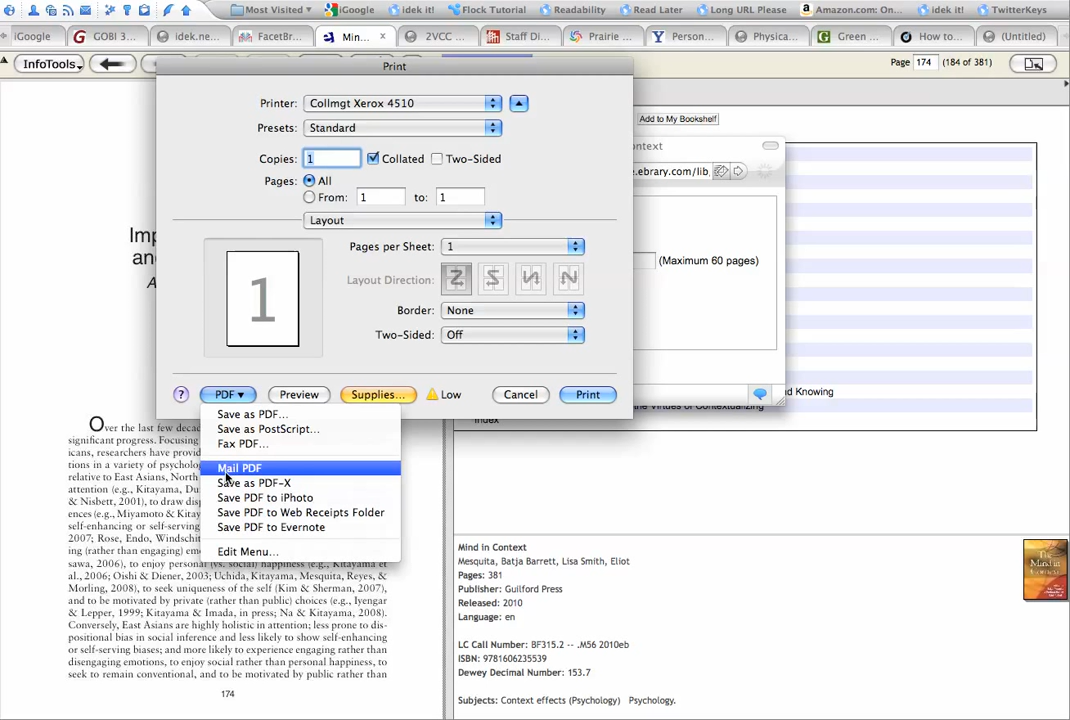 Most Visited iGoogle idek it! Flock Tutorial Readability Read Later Long URL Please Amazon.com: On... idek it! TwitterKeys
iGoogle GOBI 3... idek.ne... FacetBr... Min... 2VCC ... Staff Di... Prairie ... Person... Physica... Green ... How to... (Untitled)
InfoTools
Page 174 (184 of 381)
Print
Printer: Collmgt Xerox 4510
Presets: Standard
Copies: 1 Collated Two-Sided
Pages: All
From: 1 to: 1
Layout
Pages per Sheet: 1
Layout Direction:
Border: None
Two-Sided: Off
1
? PDF Preview Supplies... Low Cancel Print
Save as PDF...
Save as PostScript...
Fax PDF...
Mail PDF
Save as PDF-X
Save PDF to iPhoto
Save PDF to Web Receipts Folder
Save PDF to Evernote
Edit Menu...
Add to My Bookshelf
ontext
e.ebrary.com/lib
(Maximum 60 pages)
nd Knowing
the Virtues of Contextualizing
Index
Imp
an
A
Over the last few decad
significant progress. Focusing
icans, researchers have provid
tions in a variety of psycholog
relative to East Asians, North
attention (e.g., Kitayama, Du
& Nisbett, 2001), to draw disp
ences (e.g., Miyamoto & Kita
self-enhancing or self-serving
2007; Rose, Endo, Windschit
ing (rather than engaging) em
sawa, 2006), to enjoy personal (vs. social) happiness (e.g., Kitayama et
al., 2006; Oishi & Diener, 2003; Uchida, Kitayama, Mesquita, Reyes, &
Morling, 2008), to seek uniqueness of the self (Kim & Sherman, 2007),
and to be motivated by private (rather than public) choices (e.g., Iyengar
& Lepper, 1999; Kitayama & Imada, in press; Na & Kitayama, 2008).
Conversely, East Asians are highly holistic in attention; less prone to dis-
positional bias in social inference and less likely to show self-enhancing
or self-serving biases; and more likely to experience engaging rather than
disengaging emotions, to enjoy social rather than personal happiness, to
seek to remain conventional, and to be motivated by public rather than
174
Mind in Context
Mesquita, Batja Barrett, Lisa Smith, Eliot
Pages: 381
Publisher: Guilford Press
Released: 2010
Language: en
LC Call Number: BF315.2 -- .M56 2010eb
ISBN: 9781606235539
Dewey Decimal Number: 153.7
Subjects: Context effects (Psychology) Psychology.